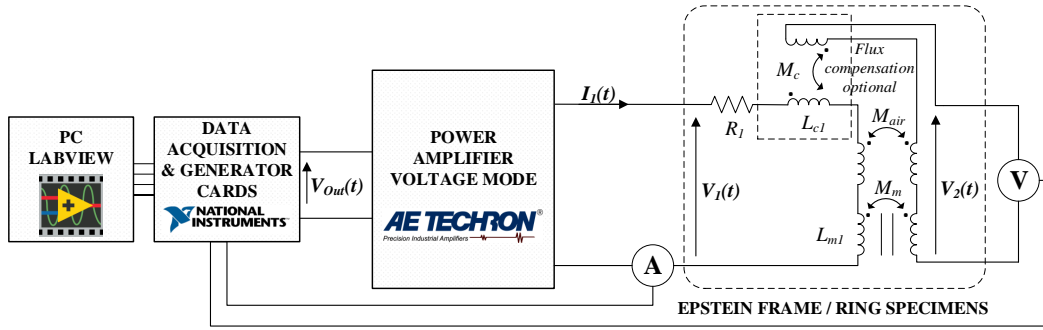 PC
LABVIEW
DATA
ACQUISITION
& GENERATOR
CARDS
NATIONAL
INSTRUMENTS™
V_Out(t)
POWER
AMPLIFIER
VOLTAGE MODE
AE TECHRON®
Precision Industrial Amplifiers
I_1(t)
A
V_1(t)
R_1
L_c1
M_c
Flux
compensation
optional
M_air
M_m
L_m1
V_2(t)
V
EPSTEIN FRAME / RING SPECIMENS